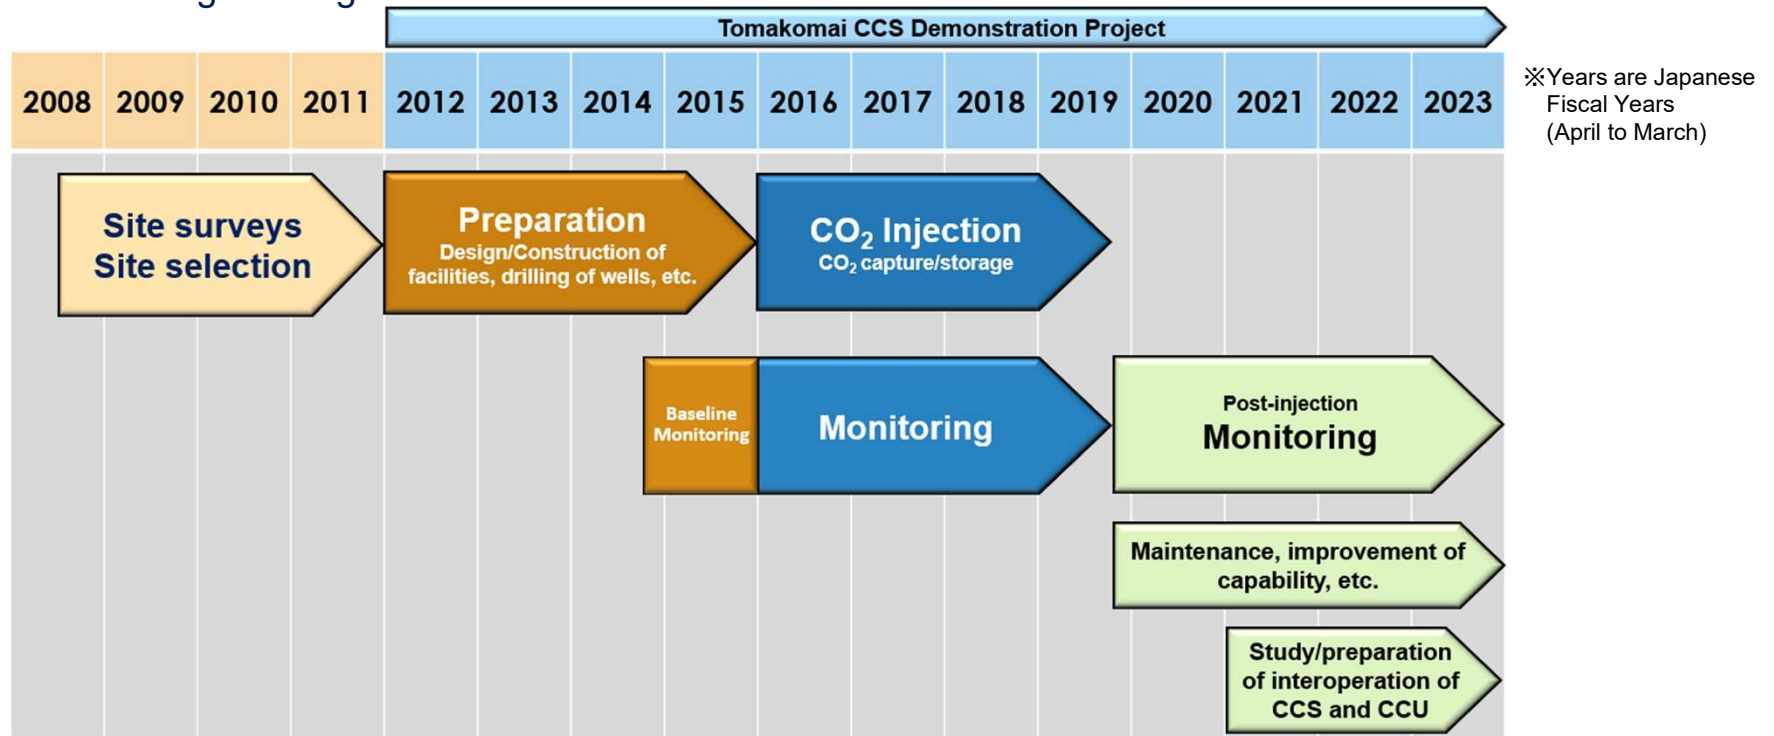 Tomakomai CCS Demonstration Project
2008 2009 2010 2011 2012 2013 2014 2015 2016 2017 2018 2019 2020 2021 2022 2023
※Years are Japanese
Fiscal Years
(April to March)
Site surveys
Site selection
Preparation
Design/Construction of
facilities, drilling of wells, etc.
CO₂ Injection
CO₂ capture/storage
Baseline
Monitoring
Monitoring
Post-injection
Monitoring
Maintenance, improvement of
capability, etc.
Study/preparation
of interoperation of
CCS and CCU